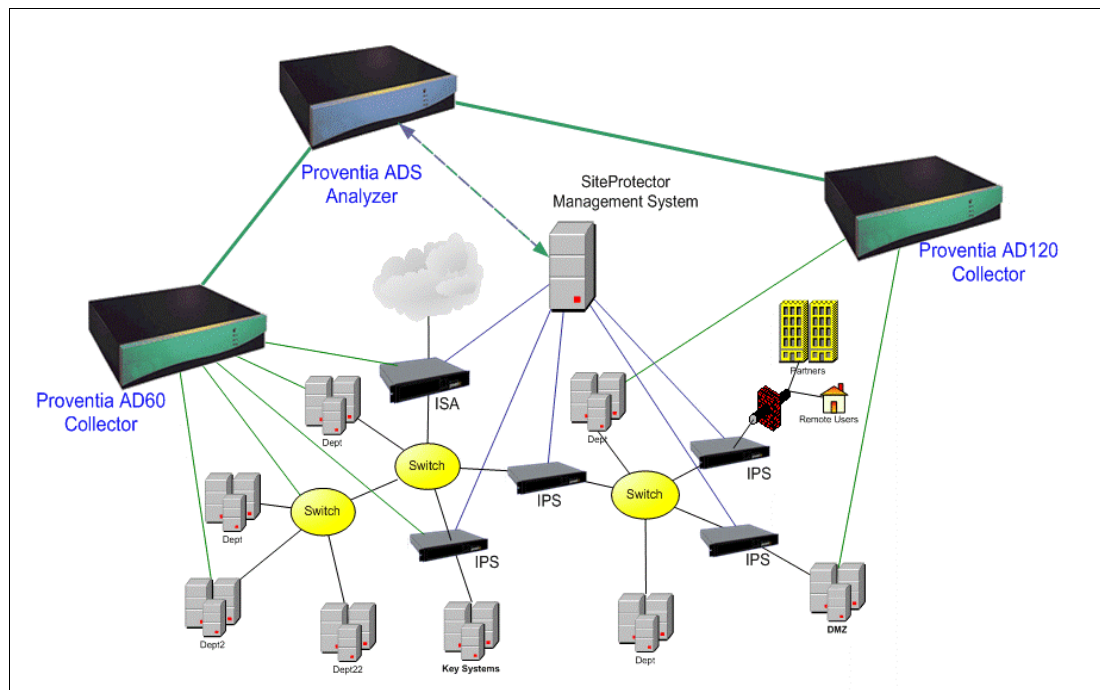 Proventia ADS
Analyzer
SiteProtector
Management System
Proventia AD120
Collector
Proventia AD60
Collector
Partners
Remote Users
ISA
Dept
Dept
Switch
IPS
IPS
Switch
Switch
Dept
IPS
IPS
Dept2
Dept22
Key Systems
Dept
DMZ